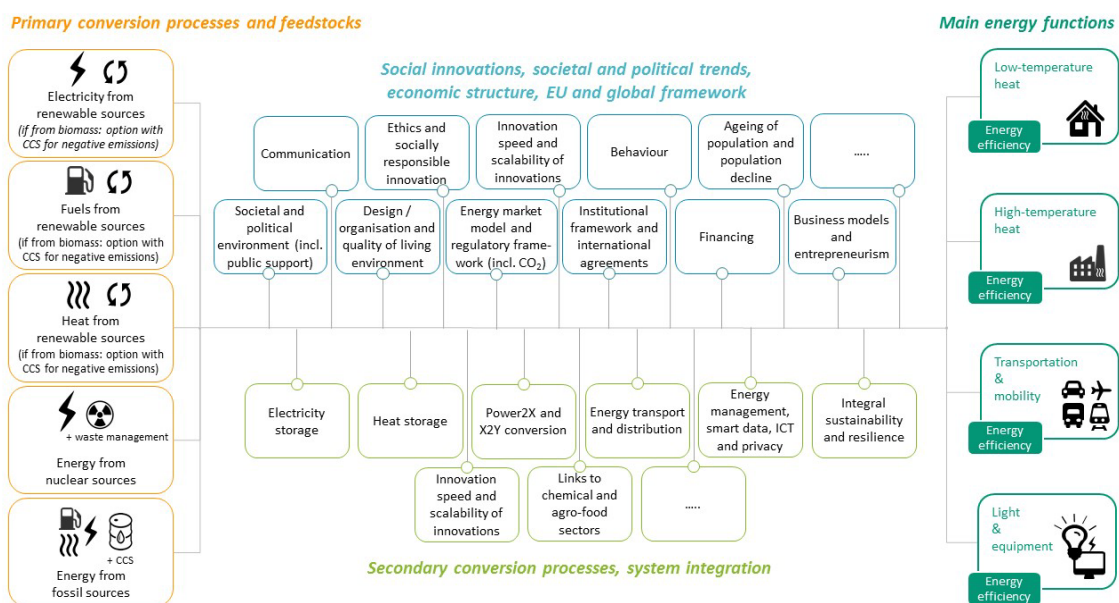 Primary conversion processes and feedstocks
Electricity from
renewable sources
(if from biomass: option with
CCS for negative emissions)
Fuels from
renewable sources
(if from biomass: option with
CCS for negative emissions)
Heat from
renewable sources
(if from biomass: option with
CCS for negative emissions)
+ waste management
Energy from
nuclear sources
+ CCS
Energy from
fossil sources
Social innovations, societal and political trends,
economic structure, EU and global framework
Communication
Ethics and
socially
responsible
innovation
Innovation
speed and
scalability of
innovations
Behaviour
Ageing of
population and
population
decline
.....
Societal and
political
environment (incl.
public support)
Design /
organisation and
quality of living
environment
Energy market
model and
regulatory frame-
work (incl. CO₂)
Institutional
framework and
international
agreements
Financing
Business models
and
entrepreneurism
Electricity
storage
Heat storage
Power2X and
X2Y conversion
Energy transport
and distribution
Energy
management,
smart data, ICT
and privacy
Integral
sustainability
and resilience
Innovation
speed and
scalability of
innovations
Links to
chemical and
agro-food
sectors
.....
Secondary conversion processes, system integration
Main energy functions
Low-temperature
heat
Energy
efficiency
High-temperature
heat
Energy
efficiency
Transportation
&
mobility
Energy
efficiency
Light
&
equipment
Energy
efficiency